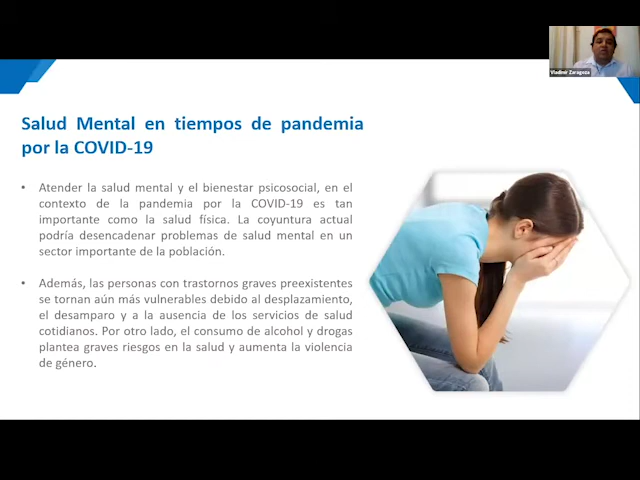 Vladimir Zaragoza
Salud Mental en tiempos de pandemia
por la COVID-19
• Atender la salud mental y el bienestar psicosocial, en el
contexto de la pandemia por la COVID-19 es tan
importante como la salud física. La coyuntura actual
podría desencadenar problemas de salud mental en un
sector importante de la población.
• Además, las personas con trastornos graves preexistentes
se tornan aún más vulnerables debido al desplazamiento,
el desamparo y a la ausencia de los servicios de salud
cotidianos. Por otro lado, el consumo de alcohol y drogas
plantea graves riesgos en la salud y aumenta la violencia
de género.